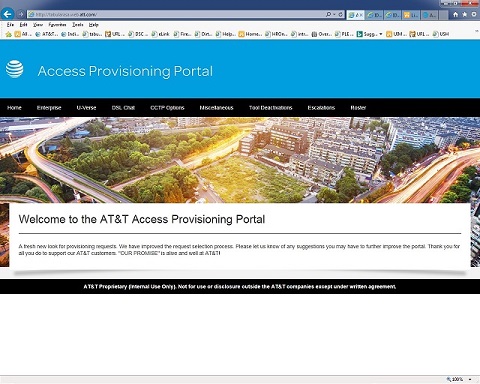 File Edit View Favorites Tools Help
Access Provisioning Portal
Home Enterprise U-Verse DSL Chat CCTP Options Miscellaneous Tool Deactivations Escalations Roster
Welcome to the AT&T Access Provisioning Portal
A fresh new look for provisioning requests. We have improved the request selection process. Please let us know of any suggestions you may have to further improve the portal. Thank you for
all you do to support our AT&T customers. "OUR PROMISE" is alive and well at AT&T!
AT&T Proprietary (Internal Use Only). Not for use or disclosure outside the AT&T companies except under written agreement.
100%